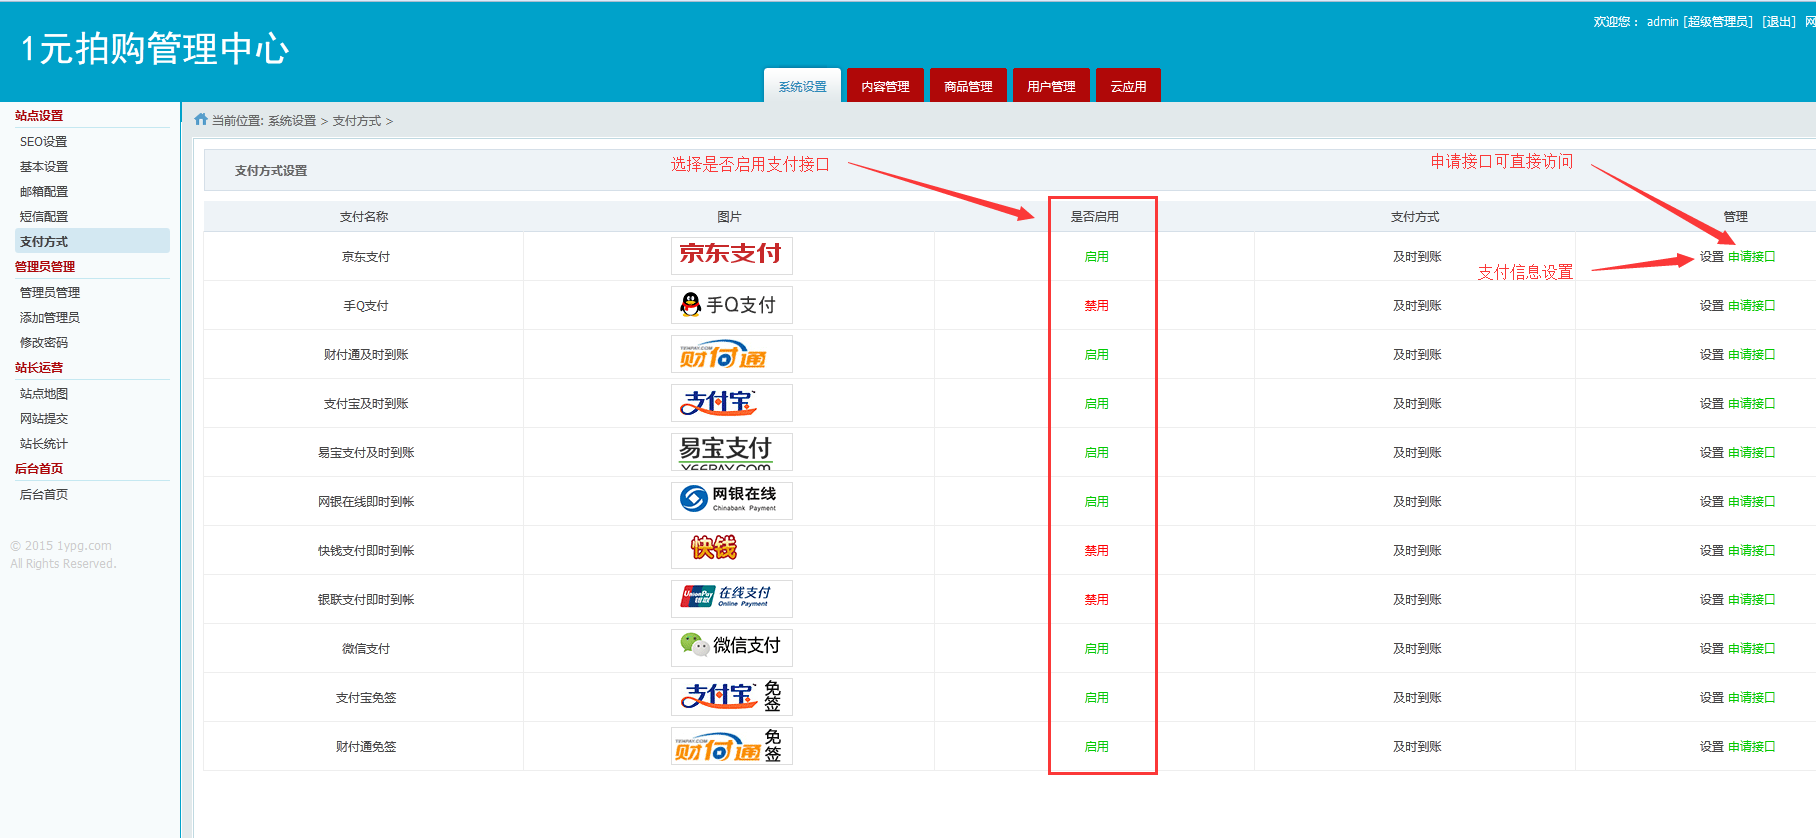 欢迎您： admin [超级管理员] [退出] 网
1元拍购管理中心
系统设置 内容管理 商品管理 用户管理 云应用
站点设置
SEO设置
基本设置
邮箱配置
短信配置
支付方式
管理员管理
管理员管理
添加管理员
修改密码
站长运营
站点地图
网站提交
站长统计
后台首页
后台首页
© 2015 1ypg.com
All Rights Reserved.
当前位置: 系统设置 > 支付方式 >
支付方式设置
选择是否启用支付接口
申请接口可直接访问
支付名称 图片 是否启用 支付方式 管理
京东支付 京东支付 启用 及时到账 设置 申请接口
支付信息设置
手Q支付 手Q支付 禁用 及时到账 设置 申请接口
财付通及时到账 TENPAY.COM 财付通 启用 及时到账 设置 申请接口
支付宝及时到账 支付宝 启用 及时到账 设置 申请接口
易宝支付及时到账 易宝支付 YEEPAY.COM 启用 及时到账 设置 申请接口
网银在线即时到帐 网银在线 Chinabank Payment 启用 及时到账 设置 申请接口
快钱支付即时到帐 快钱 禁用 及时到账 设置 申请接口
银联支付即时到帐 UnionPay 银联 在线支付 Online Payment 禁用 及时到账 设置 申请接口
微信支付 微信支付 启用 及时到账 设置 申请接口
支付宝免签 支付宝 免签 启用 及时到账 设置 申请接口
财付通免签 TENPAY.COM 财付通 免签 启用 及时到账 设置 申请接口